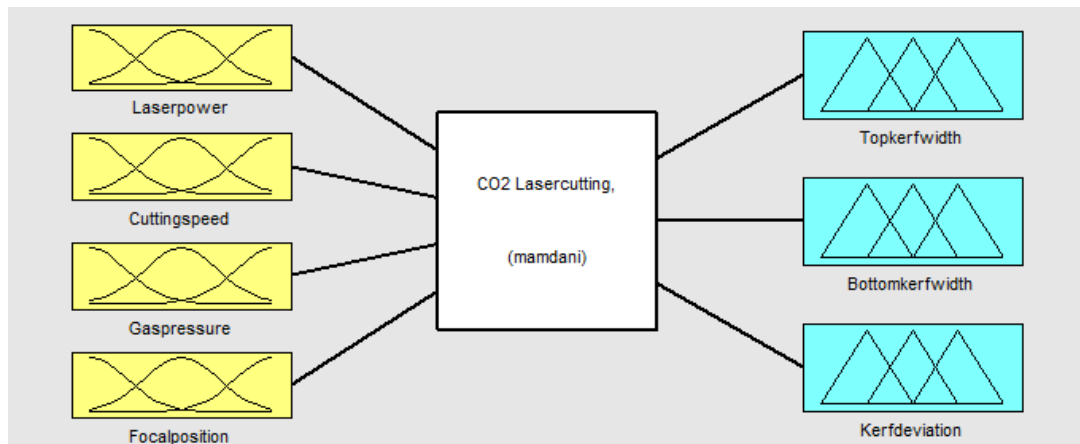 Laserpower
Cuttingspeed
Gaspressure
Focalposition
CO2 Lasercutting,
(mamdani)
Topkerfwidth
Bottomkerfwidth
Kerfdeviation